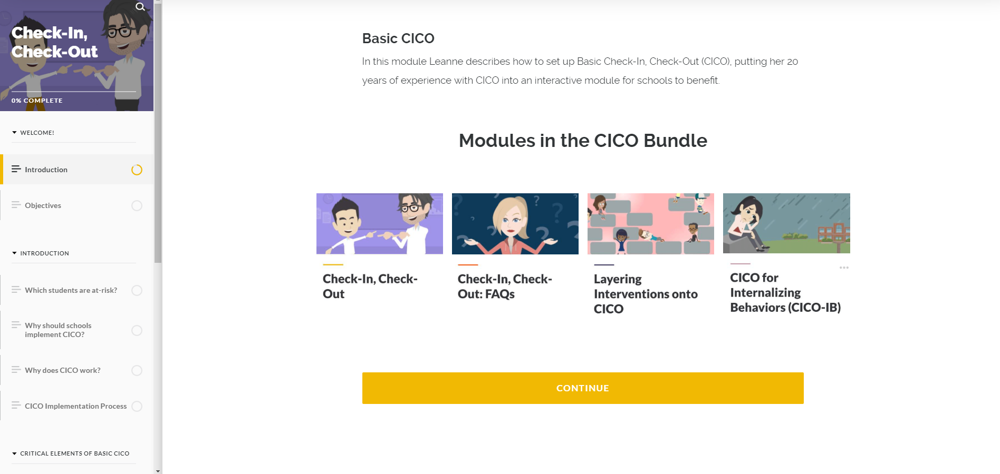 Check-In,
Check-Out
0% COMPLETE
WELCOME!
Introduction
Objectives
INTRODUCTION
Which students are at-risk?
Why should schools
implement CICO?
Why does CICO work?
CICO Implementation Process
CRITICAL ELEMENTS OF BASIC CICO
Basic CICO
In this module Leanne describes how to set up Basic Check-In, Check-Out (CICO), putting her 20
years of experience with CICO into an interactive module for schools to benefit.
Modules in the CICO Bundle
Check-In, Check-
Out
Check-In, Check-
Out: FAQs
Layering
Interventions onto
CICO
CICO for
Internalizing
Behaviors (CICO-IB)
CONTINUE